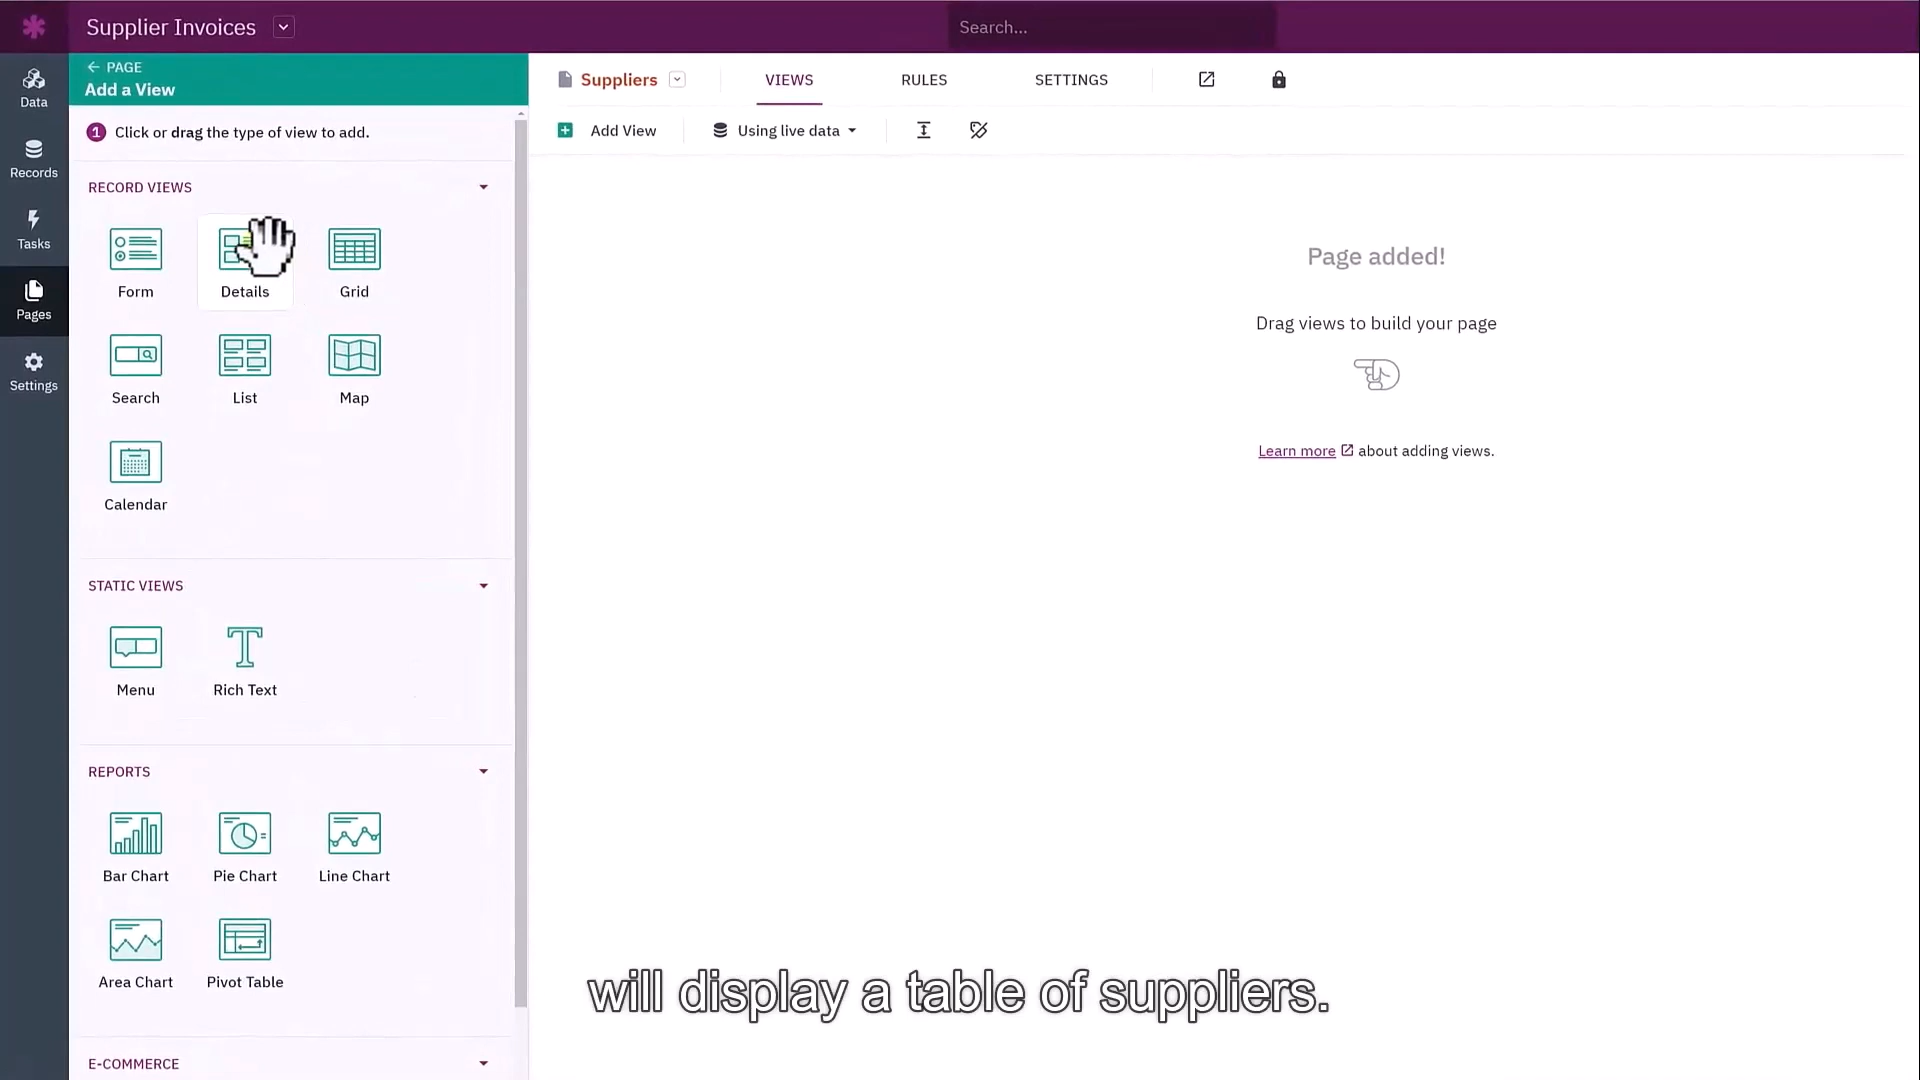 Supplier Invoices
Search...
Data
Records
Tasks
Pages
Settings
PAGE
Add a View
1 Click or drag the type of view to add.
RECORD VIEWS
Form
Details
Grid
Search
List
Map
Calendar
STATIC VIEWS
Menu
Rich Text
REPORTS
Bar Chart
Pie Chart
Line Chart
Area Chart
Pivot Table
E-COMMERCE
Suppliers
VIEWS
RULES
SETTINGS
Add View
Using live data
Page added!
Drag views to build your page
Learn more about adding views.
will display a table of suppliers.